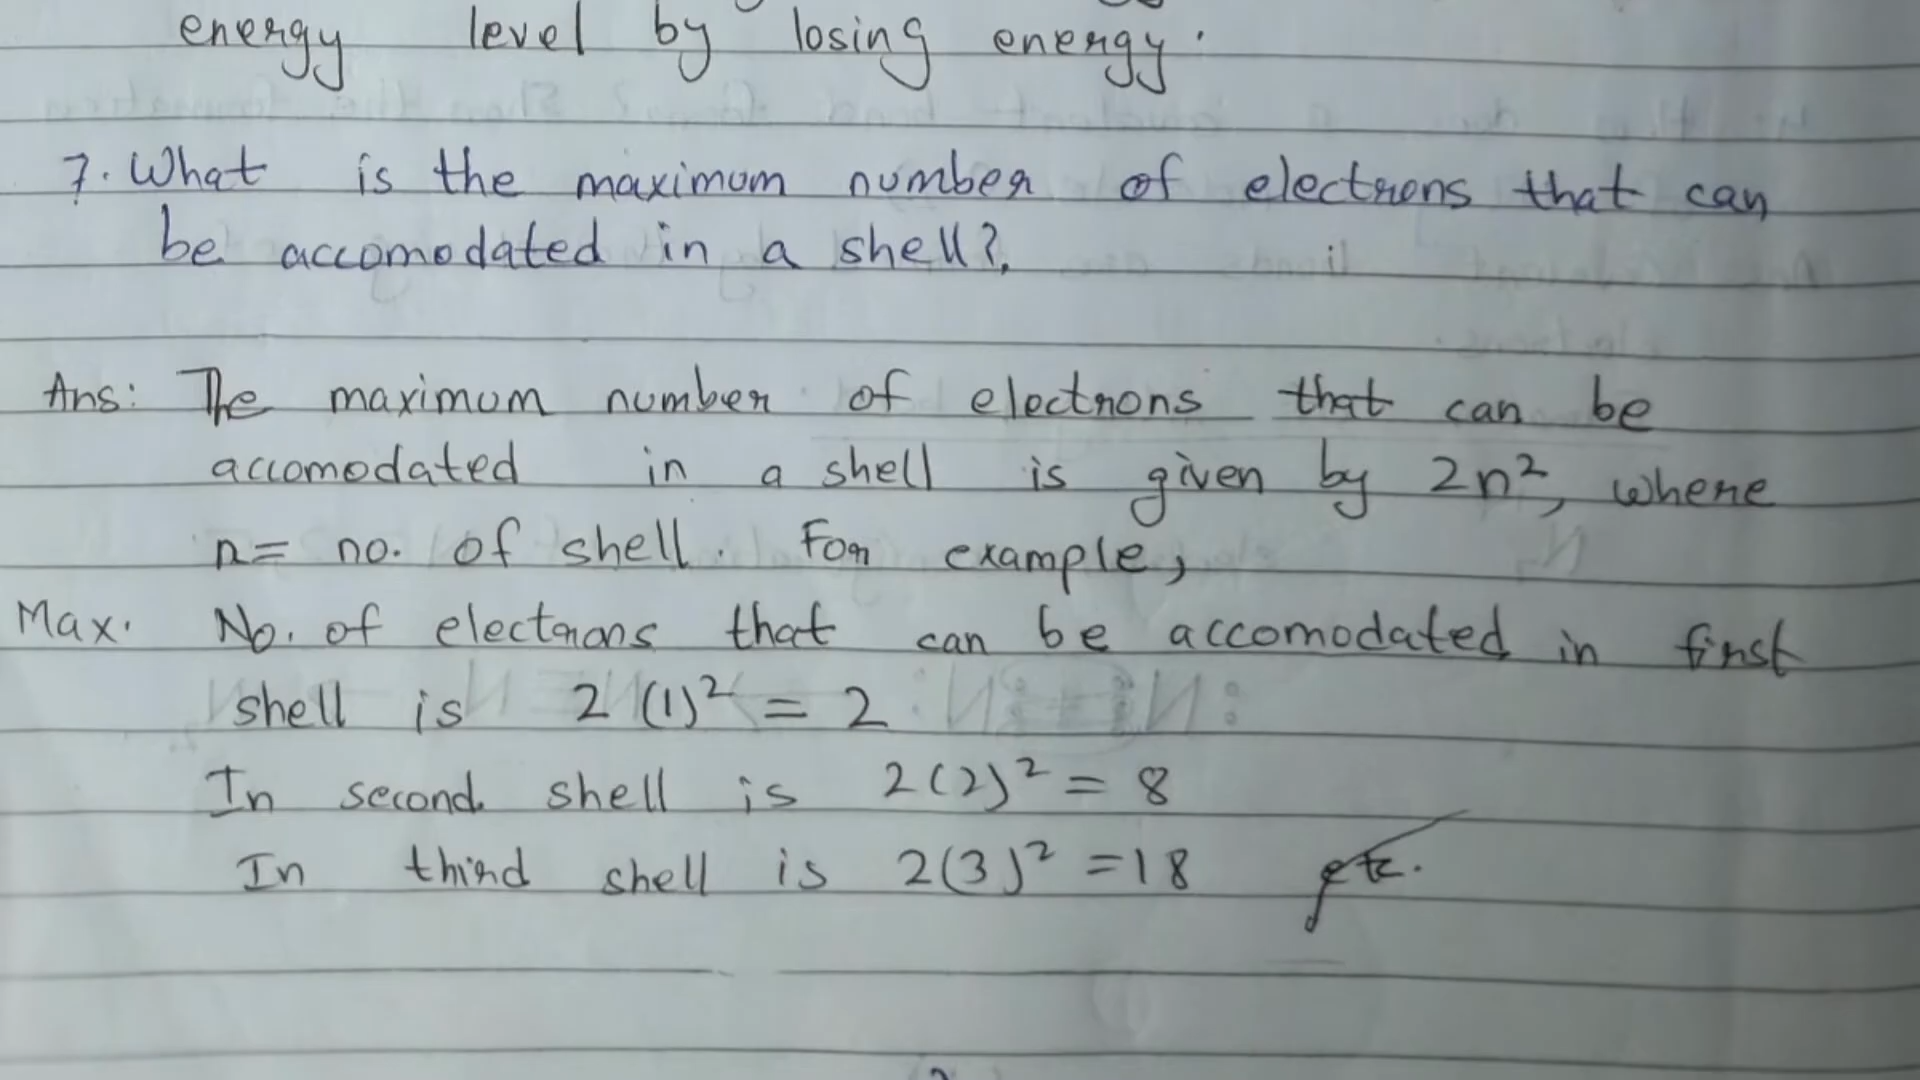 energy level by losing energy.
7. What is the maximum number of electrons that can
be accomodated in a shell?
Ans: The maximum number of electrons that can be
accomodated in a shell is given by 2n², where
n = no. of shell. For example,
Max. No. of electrons that can be accomodated in first
shell is 2 (1)² = 2
In second shell is 2(2)² = 8
In third shell is 2(3)² = 18 etc.